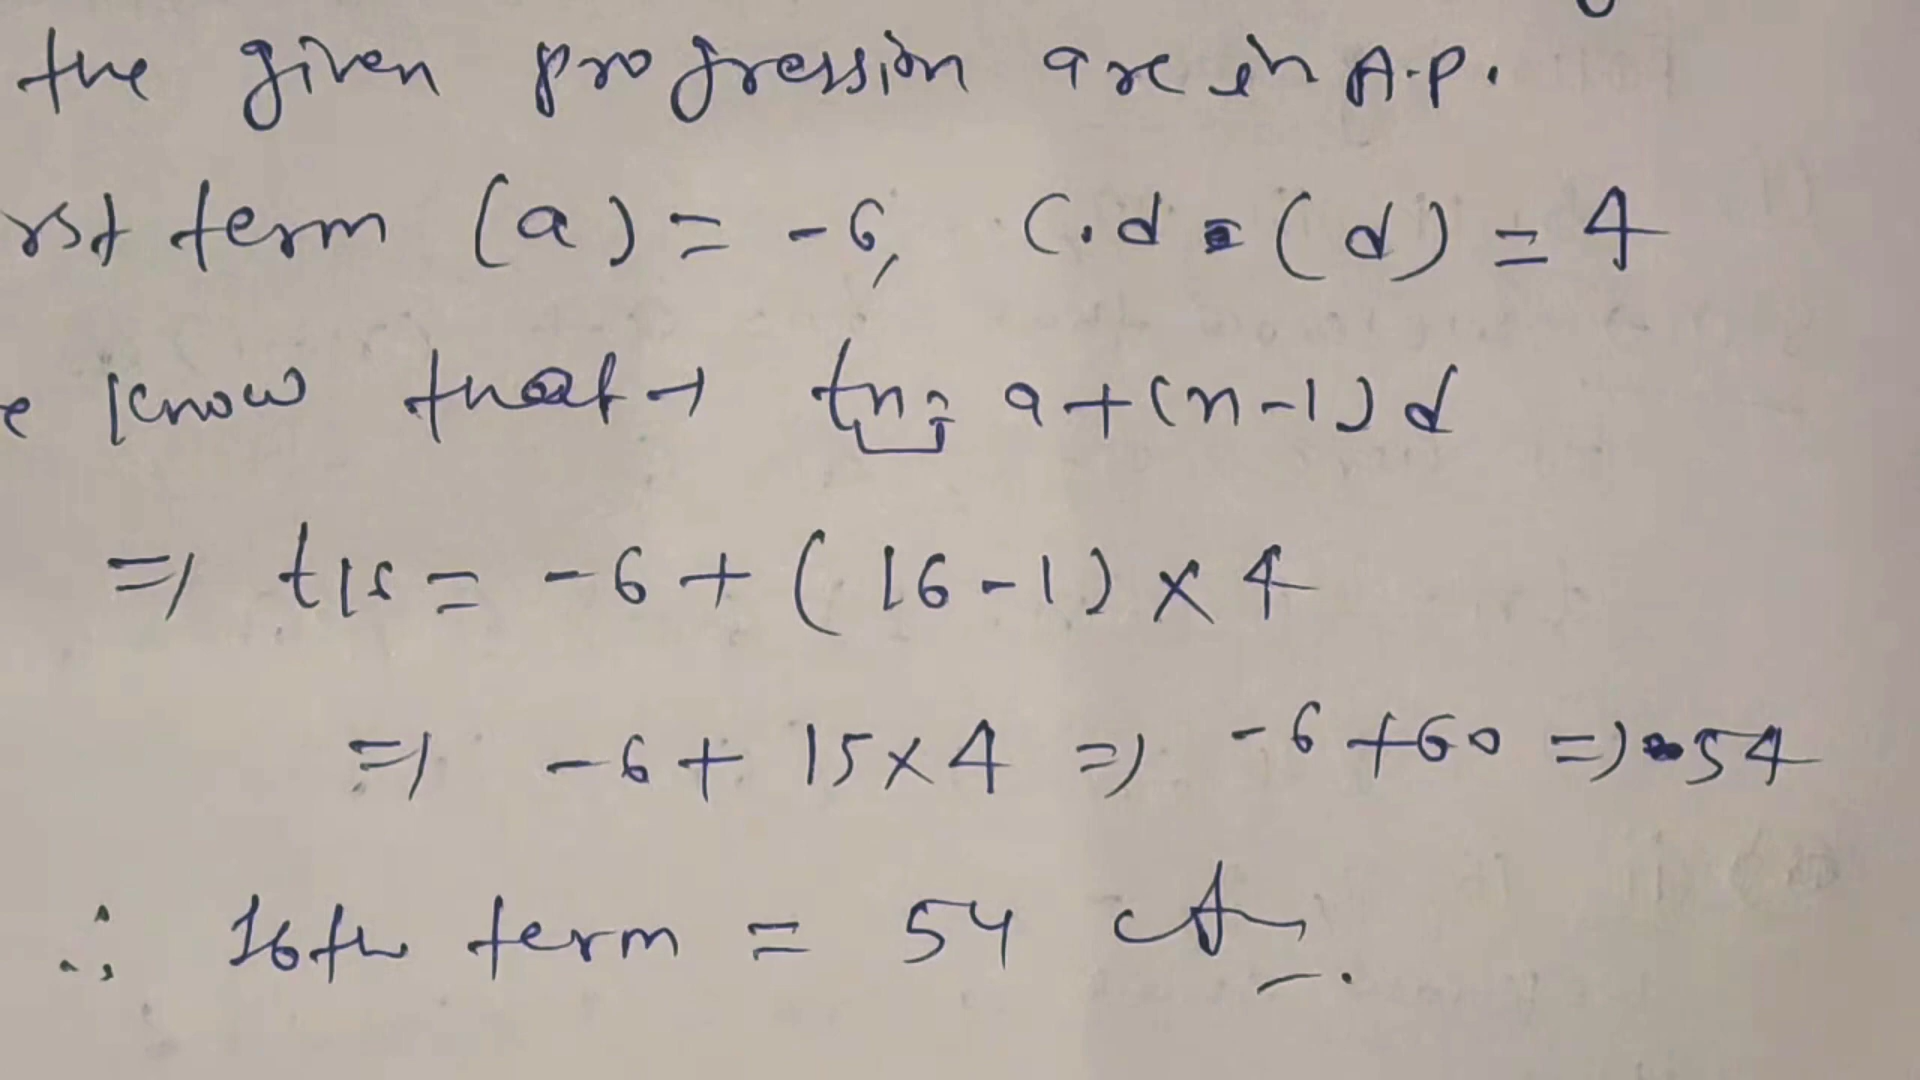 the given progression are in A.P.
rst term (a) = -6, C.d = (d) = 4
e know that → tn = a+(n-1)d
=> t15 = -6 + (16-1) × 4
=> -6 + 15×4 => -6+60 => 54
∴ 16th term = 54 Ans.